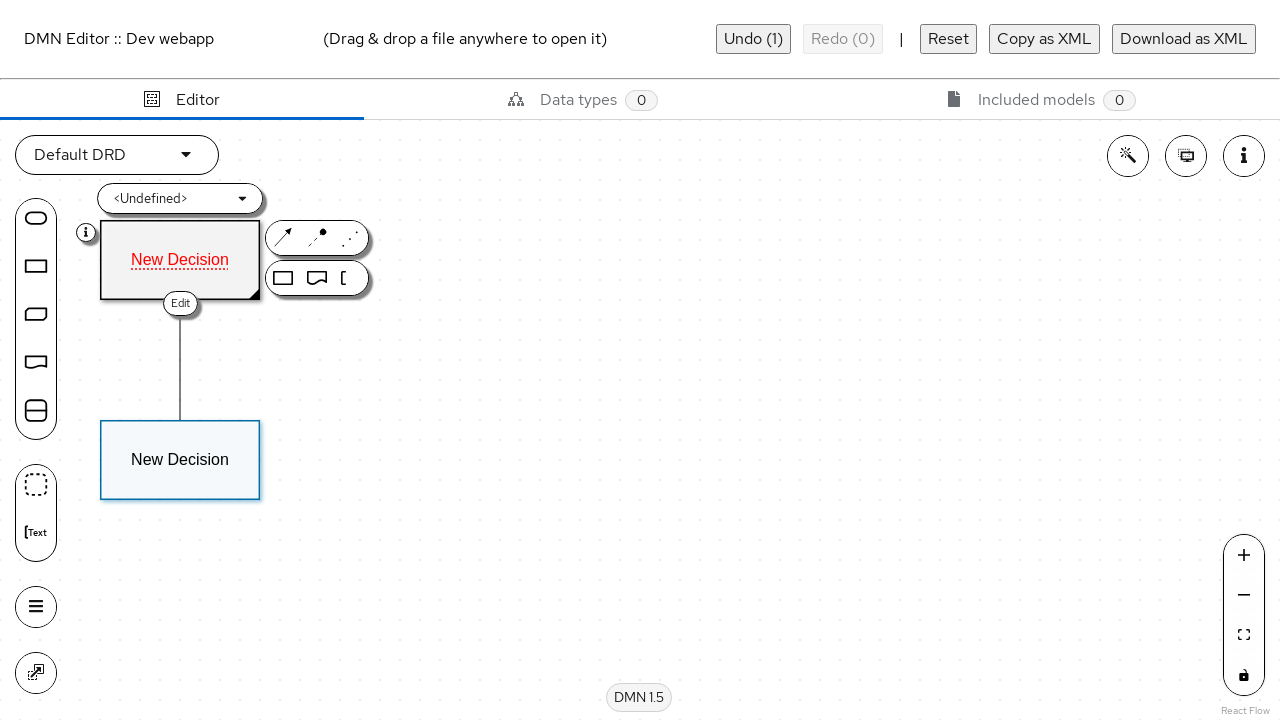 DMN Editor :: Dev webapp
(Drag & drop a file anywhere to open it)
Undo (1)
Redo (0)
|
Reset
Copy as XML
Download as XML
Editor
Data types
0
Included models
0
Default DRD
<Undefined>
New Decision
Edit
New Decision
Text
DMN 1.5
React Flow